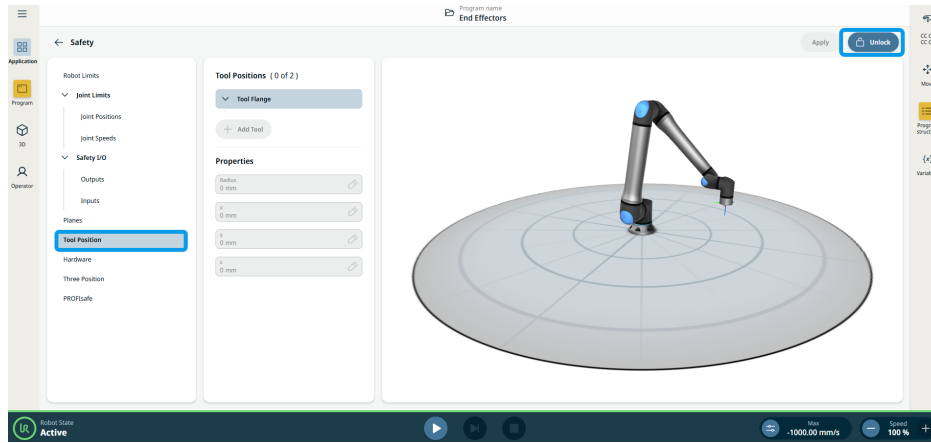 Program name
End Effectors
Safety
Apply
Unlock
Application
Program
3D
Operator
Robot Limits
Joint Limits
Joint Positions
Joint Speeds
Safety I/O
Outputs
Inputs
Planes
Tool Position
Hardware
Three Position
PROFIsafe
Tool Positions ( 0 of 2 )
Tool Flange
+ Add Tool
Properties
Radius
0 mm
x
0 mm
y
0 mm
z
0 mm
Mov
Progr
struct
{x}
Variab
Robot State
Active
Max
-1000.00 mm/s
Speed
100 %